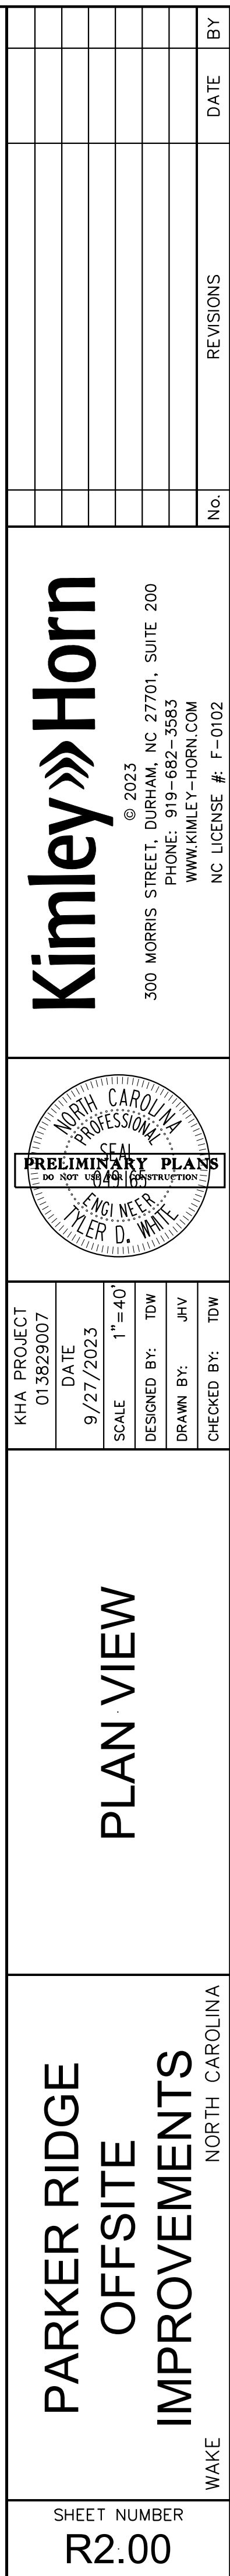 No. REVISIONS DATE BY
Kimley»Horn
© 2023
300 MORRIS STREET, DURHAM, NC 27701, SUITE 200
PHONE: 919-682-3583
WWW.KIMLEY-HORN.COM
NC LICENSE #: F-0102
NORTH CAROLINA
PROFESSIONAL
SEAL
049165
ENGINEER
TYLER D. WHITE
PRELIMINARY PLANS
DO NOT USE FOR CONSTRUCTION
KHA PROJECT
013829007
DATE
9/27/2023
SCALE 1"=40'
DESIGNED BY: TDW
DRAWN BY: JHV
CHECKED BY: TDW
PLAN VIEW
PARKER RIDGE
OFFSITE
IMPROVEMENTS
WAKE NORTH CAROLINA
SHEET NUMBER
R2.00